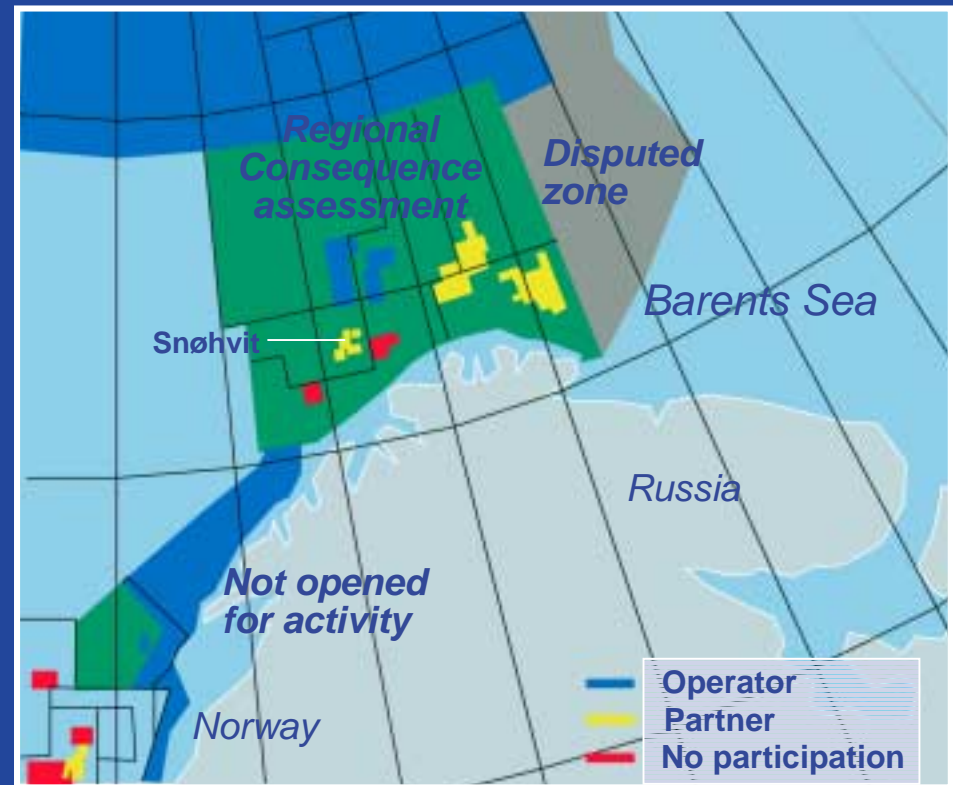 Regional
Consequence
assessment
Disputed
zone
Barents Sea
Snøhvit
Russia
Not opened
for activity
Norway
Operator
Partner
No participation